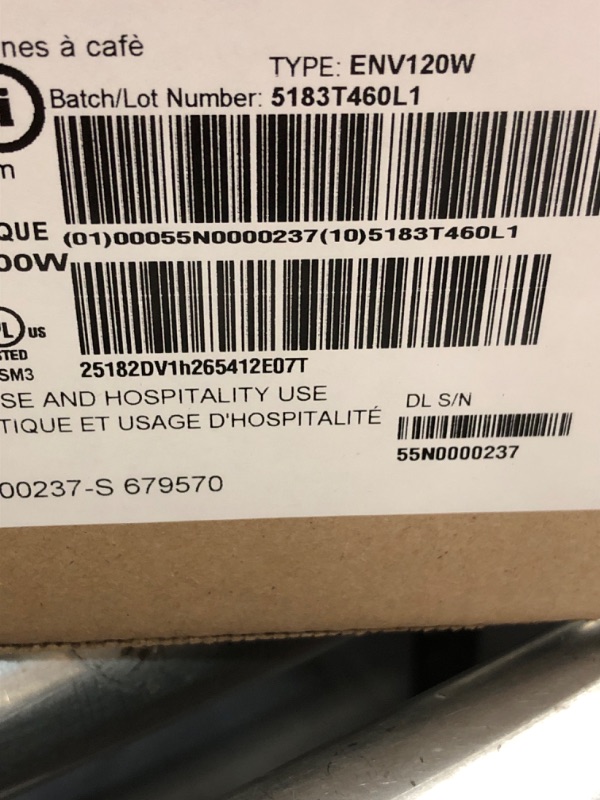 nes à cafè
TYPE: ENV120W
i
Batch/Lot Number: 5183T460L1
m
QUE (01)00055N0000237(10)5183T460L1
00W
L US
TED
SM3
25182DV1h265412E07T
SE AND HOSPITALITY USE
TIQUE ET USAGE D'HOSPITALITÉ
DL S/N
55N0000237
00237-S 679570